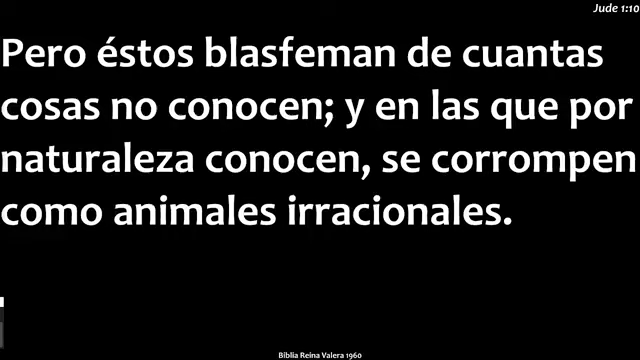 Jude 1:10
Pero éstos blasfeman de cuantas
cosas no conocen; y en las que por
naturaleza conocen, se corrompen
como animales irracionales.
Biblia Reina Valera 1960